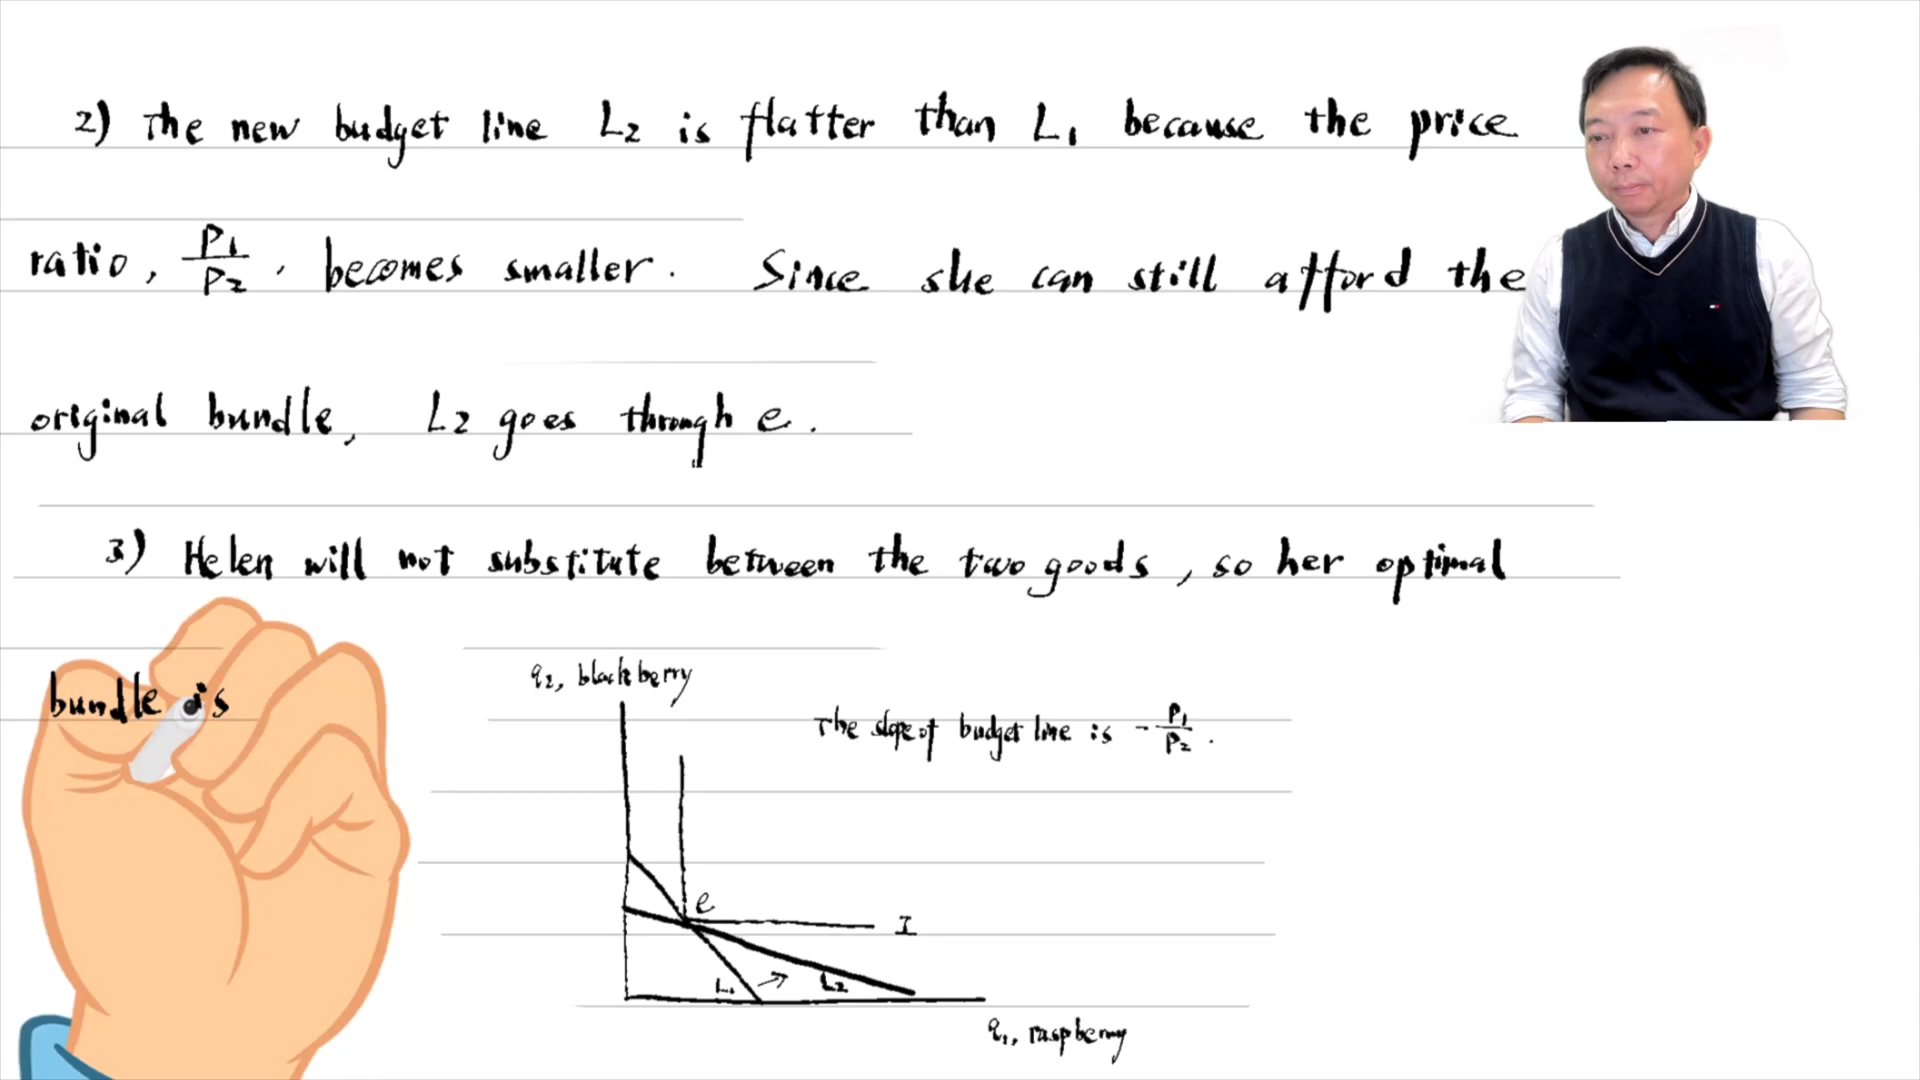 2) The new budget line L₂ is flatter than L₁ because the price
ratio, P₁/P₂, becomes smaller. Since she can still afford the
original bundle, L₂ goes through e.
3) Helen will not substitute between the two goods, so her optimal
bundle is
q₂, blackberry
The slope of budget line is -P₁/P₂.
e
I
L₁
L₂
q₁, raspberry